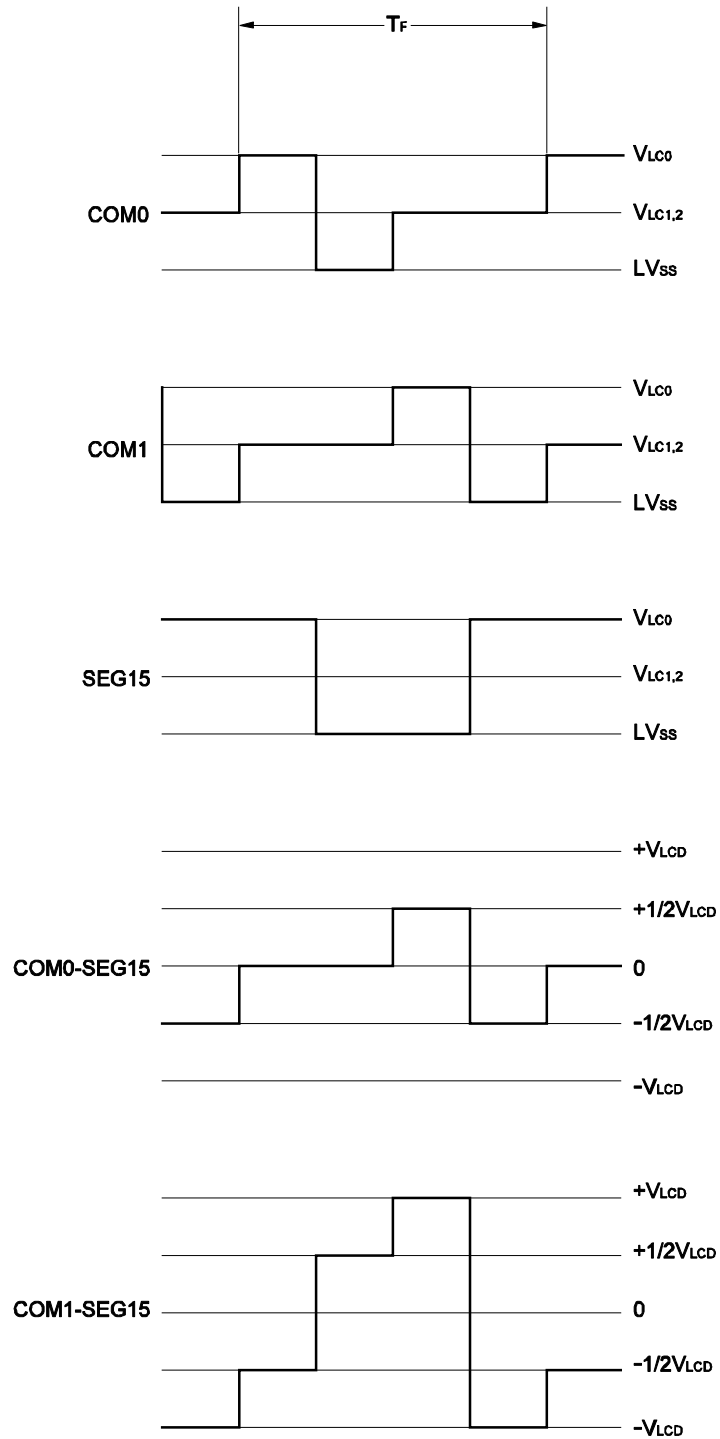 TF
VLC0
COM0
VLC1,2
LVSS
VLC0
COM1
VLC1,2
LVSS
VLC0
SEG15
VLC1,2
LVSS
+VLCD
+1/2VLCD
COM0-SEG15
0
-1/2VLCD
-VLCD
+VLCD
+1/2VLCD
COM1-SEG15
0
-1/2VLCD
-VLCD